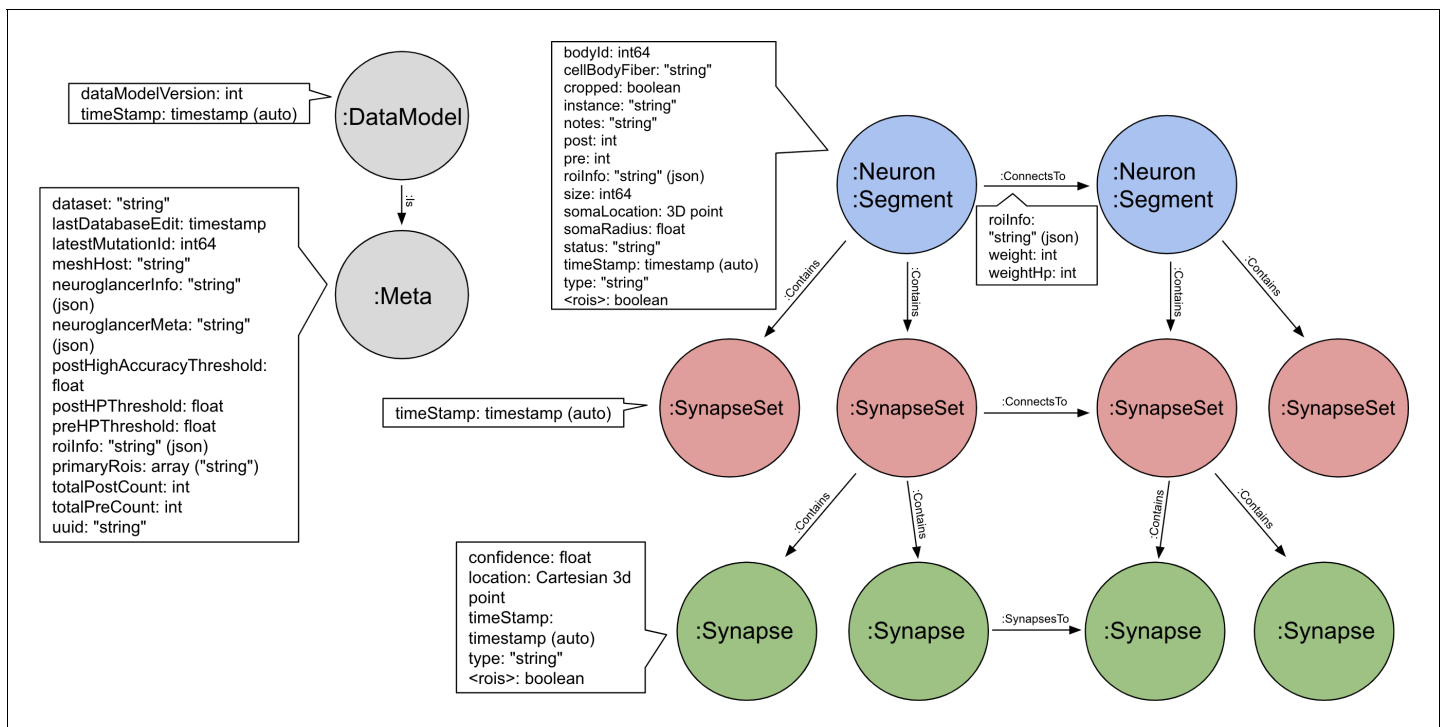 dataModelVersion: int
timeStamp: timestamp (auto)
:DataModel
:Is
dataset: "string"
lastDatabaseEdit: timestamp
latestMutationId: int64
meshHost: "string"
neuroglancerInfo: "string"
(json)
neuroglancerMeta: "string"
(json)
postHighAccuracyThreshold:
float
postHPThreshold: float
preHPThreshold: float
roiInfo: "string" (json)
primaryRois: array ("string")
totalPostCount: int
totalPreCount: int
uuid: "string"
:Meta
bodyId: int64
cellBodyFiber: "string"
cropped: boolean
instance: "string"
notes: "string"
post: int
pre: int
roiInfo: "string" (json)
size: int64
somaLocation: 3D point
somaRadius: float
status: "string"
timeStamp: timestamp (auto)
type: "string"
<rois>: boolean
:Neuron
:Segment
:ConnectsTo
roiInfo:
"string" (json)
weight: int
weightHp: int
:Neuron
:Segment
:Contains
:Contains
:Contains
:Contains
timeStamp: timestamp (auto)
:SynapseSet
:SynapseSet
:ConnectsTo
:SynapseSet
:SynapseSet
:Contains
:Contains
:Contains
:Contains
confidence: float
location: Cartesian 3d
point
timeStamp:
timestamp (auto)
type: "string"
<rois>: boolean
:Synapse
:Synapse
:SynapsesTo
:Synapse
:Synapse